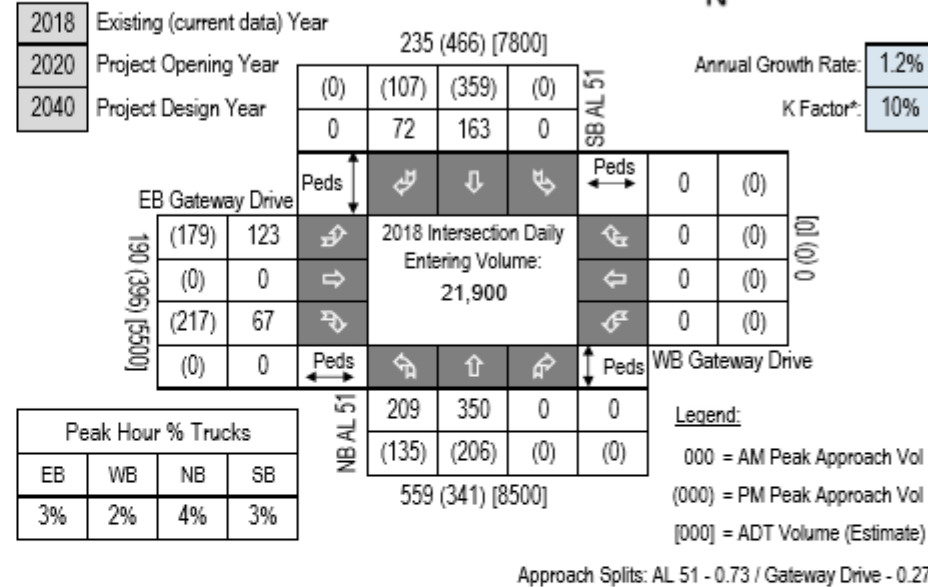 N
2018 Existing (current data) Year
2020 Project Opening Year
2040 Project Design Year
235 (466) [7800]
Annual Growth Rate: 1.2%
K Factor*: 10%
(0) (107) (359) (0)
0 72 163 0
SB AL 51
Peds
Peds 0 (0)
EB Gateway Drive
190 (396) [5500]
(179) 123
(0) 0
(217) 67
(0) 0
2018 Intersection Daily
Entering Volume:
21,900
0 (0)
0 (0)
0 (0)
0 (0) [0]
Peds
Peds
WB Gateway Drive
NB AL 51
209 350 0 0
(135) (206) (0) (0)
559 (341) [8500]
Peak Hour % Trucks
EB WB NB SB
3% 2% 4% 3%
Legend:
000 = AM Peak Approach Vol
(000) = PM Peak Approach Vol
[000] = ADT Volume (Estimate)
Approach Splits: AL 51 - 0.73 / Gateway Drive - 0.27